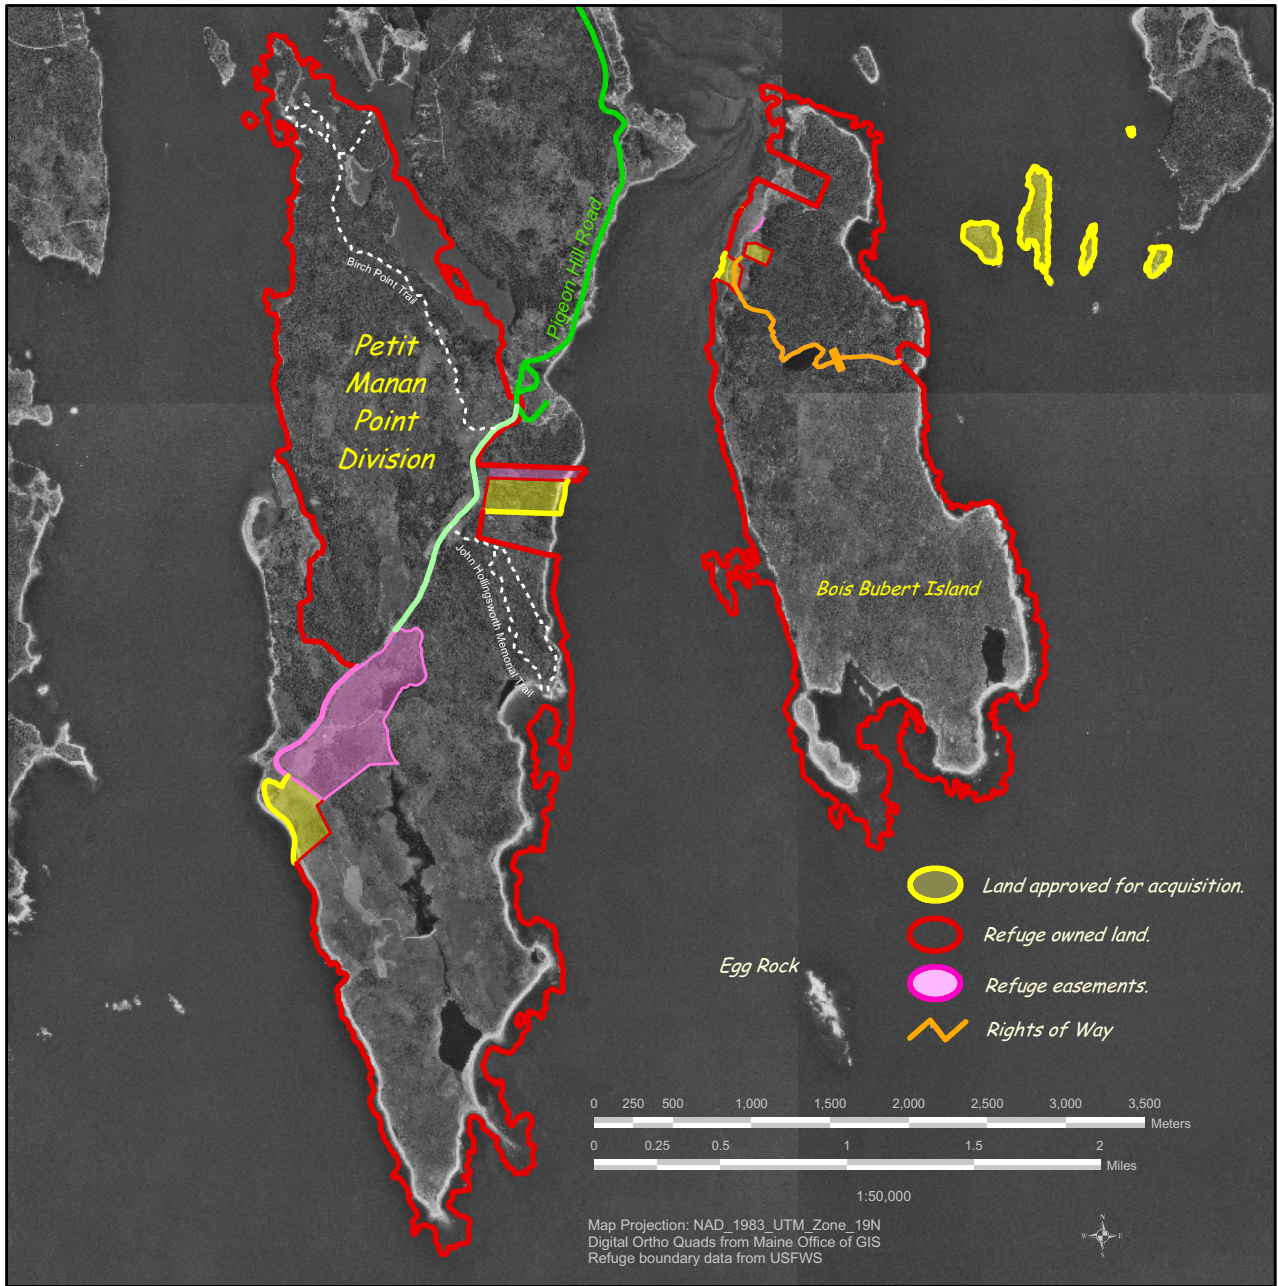 Pigeon Hill Road
Birch Point Trail
Petit
Manan
Point
Division
John Hollingsworth Memorial Trail
Bois Bubert Island
Land approved for acquisition.
Refuge owned land.
Egg Rock
Refuge easements.
Rights of Way
0 250 500 1,000 1,500 2,000 2,500 3,000 3,500
Meters
0 0.25 0.5 1 1.5 2
Miles
1:50,000
Map Projection: NAD_1983_UTM_Zone_19N
Digital Ortho Quads from Maine Office of GIS
Refuge boundary data from USFWS
N
W E
S